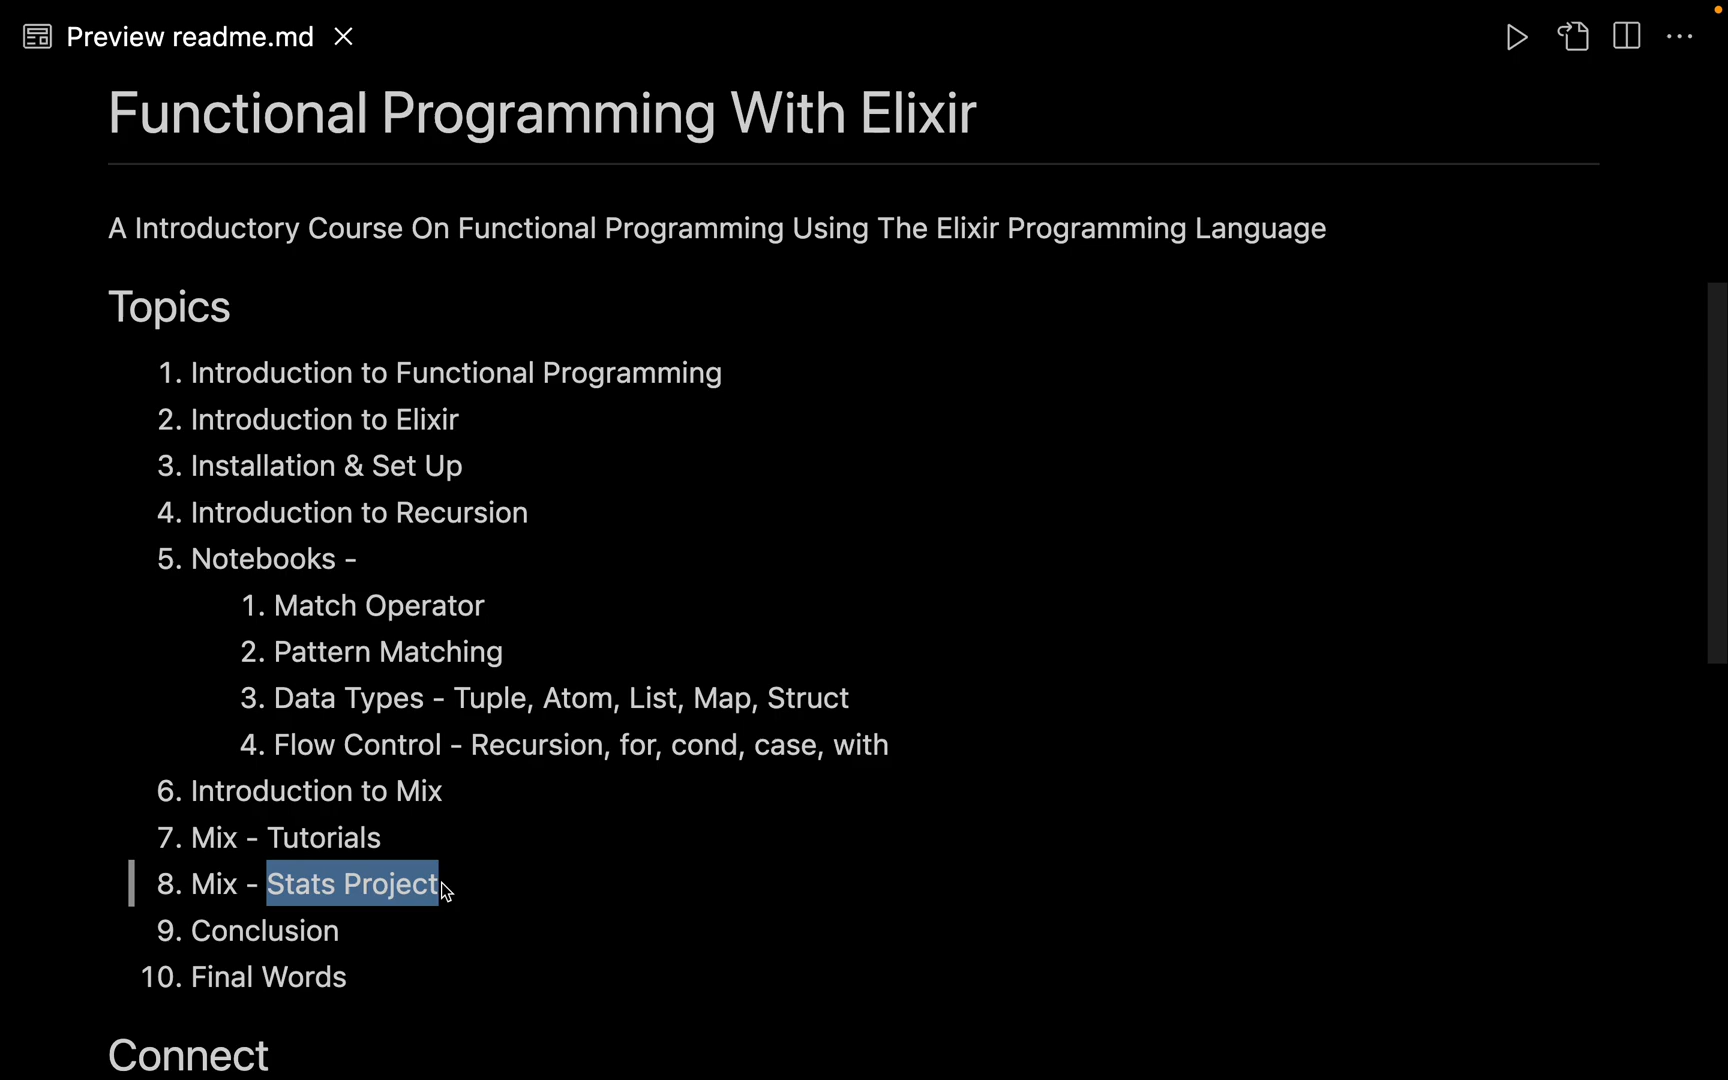 Preview readme.md
Functional Programming With Elixir
A Introductory Course On Functional Programming Using The Elixir Programming Language
Topics
1. Introduction to Functional Programming
2. Introduction to Elixir
3. Installation & Set Up
4. Introduction to Recursion
5. Notebooks -
1. Match Operator
2. Pattern Matching
3. Data Types - Tuple, Atom, List, Map, Struct
4. Flow Control - Recursion, for, cond, case, with
6. Introduction to Mix
7. Mix - Tutorials
8. Mix - Stats Project
9. Conclusion
10. Final Words
Connect